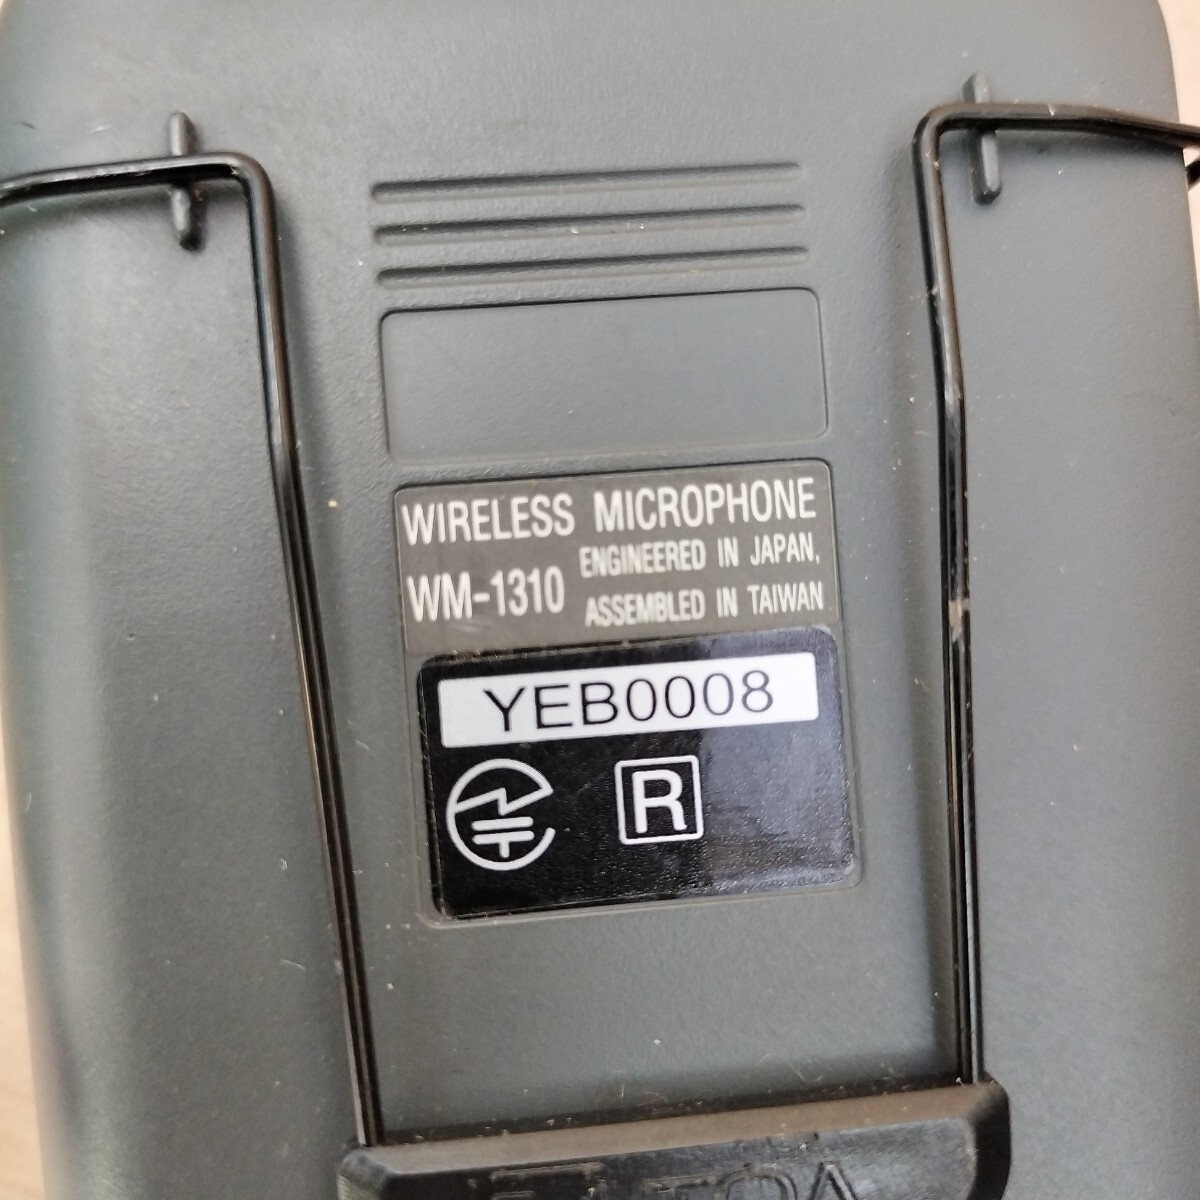 WIRELESS MICROPHONE
WM-1310 ENGINEERED IN JAPAN,
ASSEMBLED IN TAIWAN
YEB0008
R